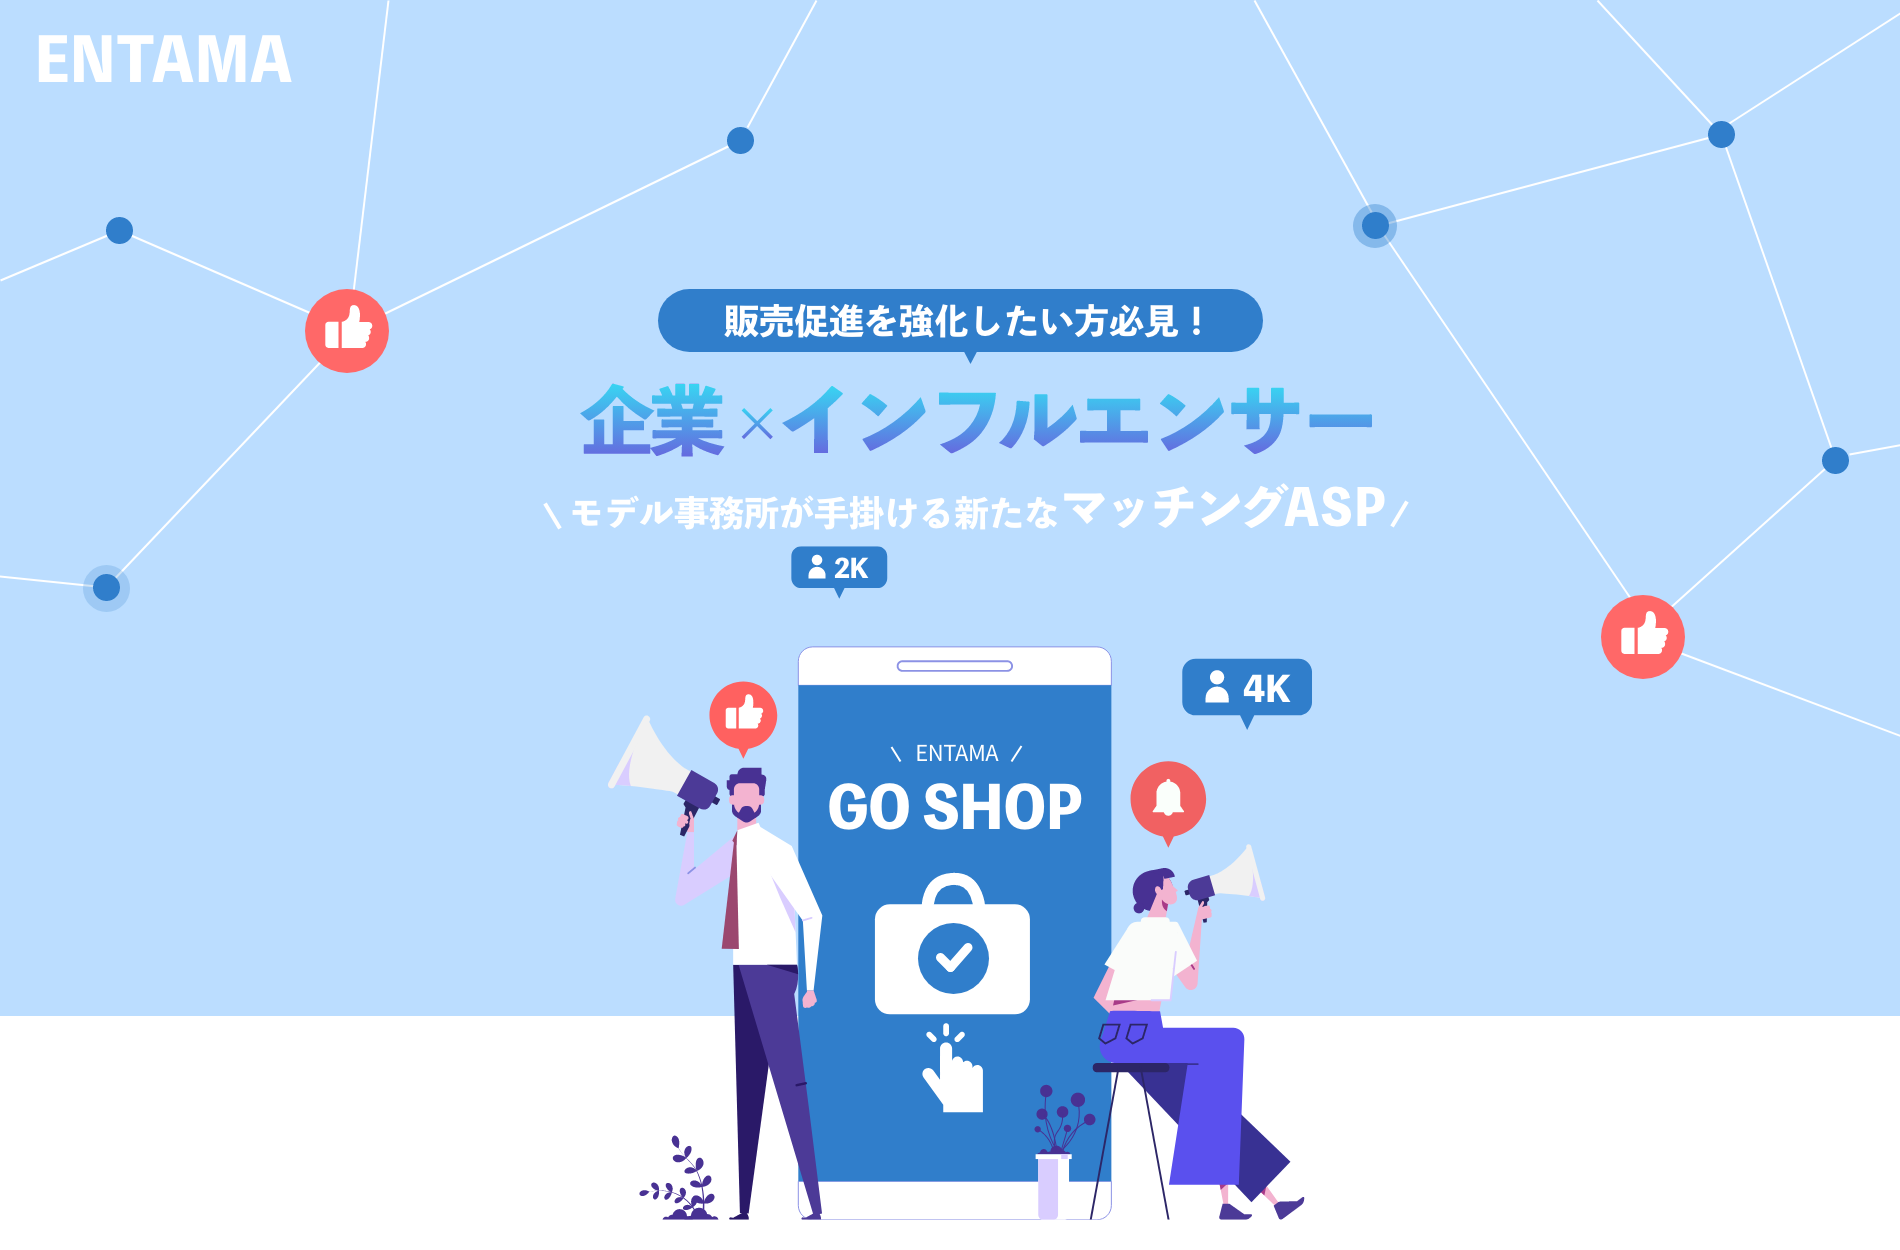 ENTAMA
販売促進を強化したい方必見！
企業×インフルエンサー
\ モデル事務所が手掛ける新たなマッチングASP /
2K
4K
\ ENTAMA /
GO SHOP